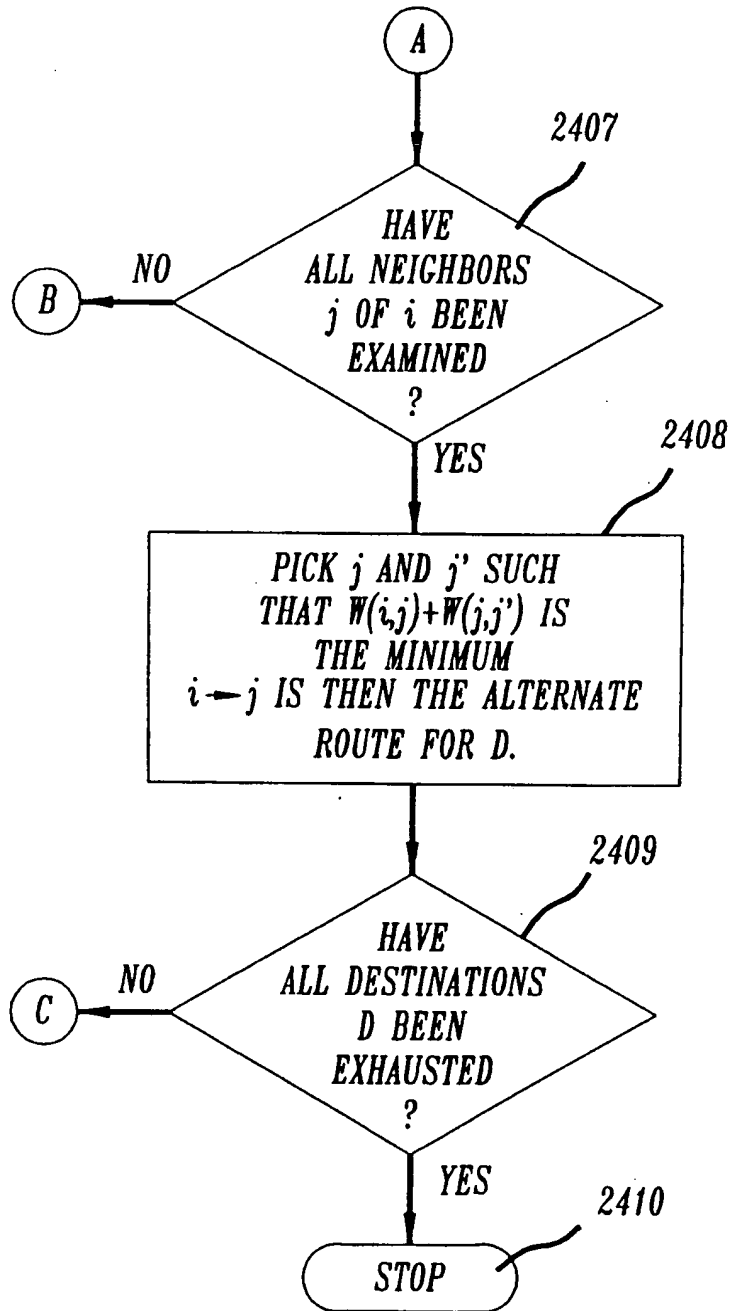 A
2407
HAVE
ALL NEIGHBORS
j OF i BEEN
EXAMINED
?
NO
B
YES
2408
PICK j AND j' SUCH
THAT W(i,j)+W(j,j') IS
THE MINIMUM
i→j IS THEN THE ALTERNATE
ROUTE FOR D.
2409
HAVE
ALL DESTINATIONS
D BEEN
EXHAUSTED
?
NO
C
YES
2410
STOP